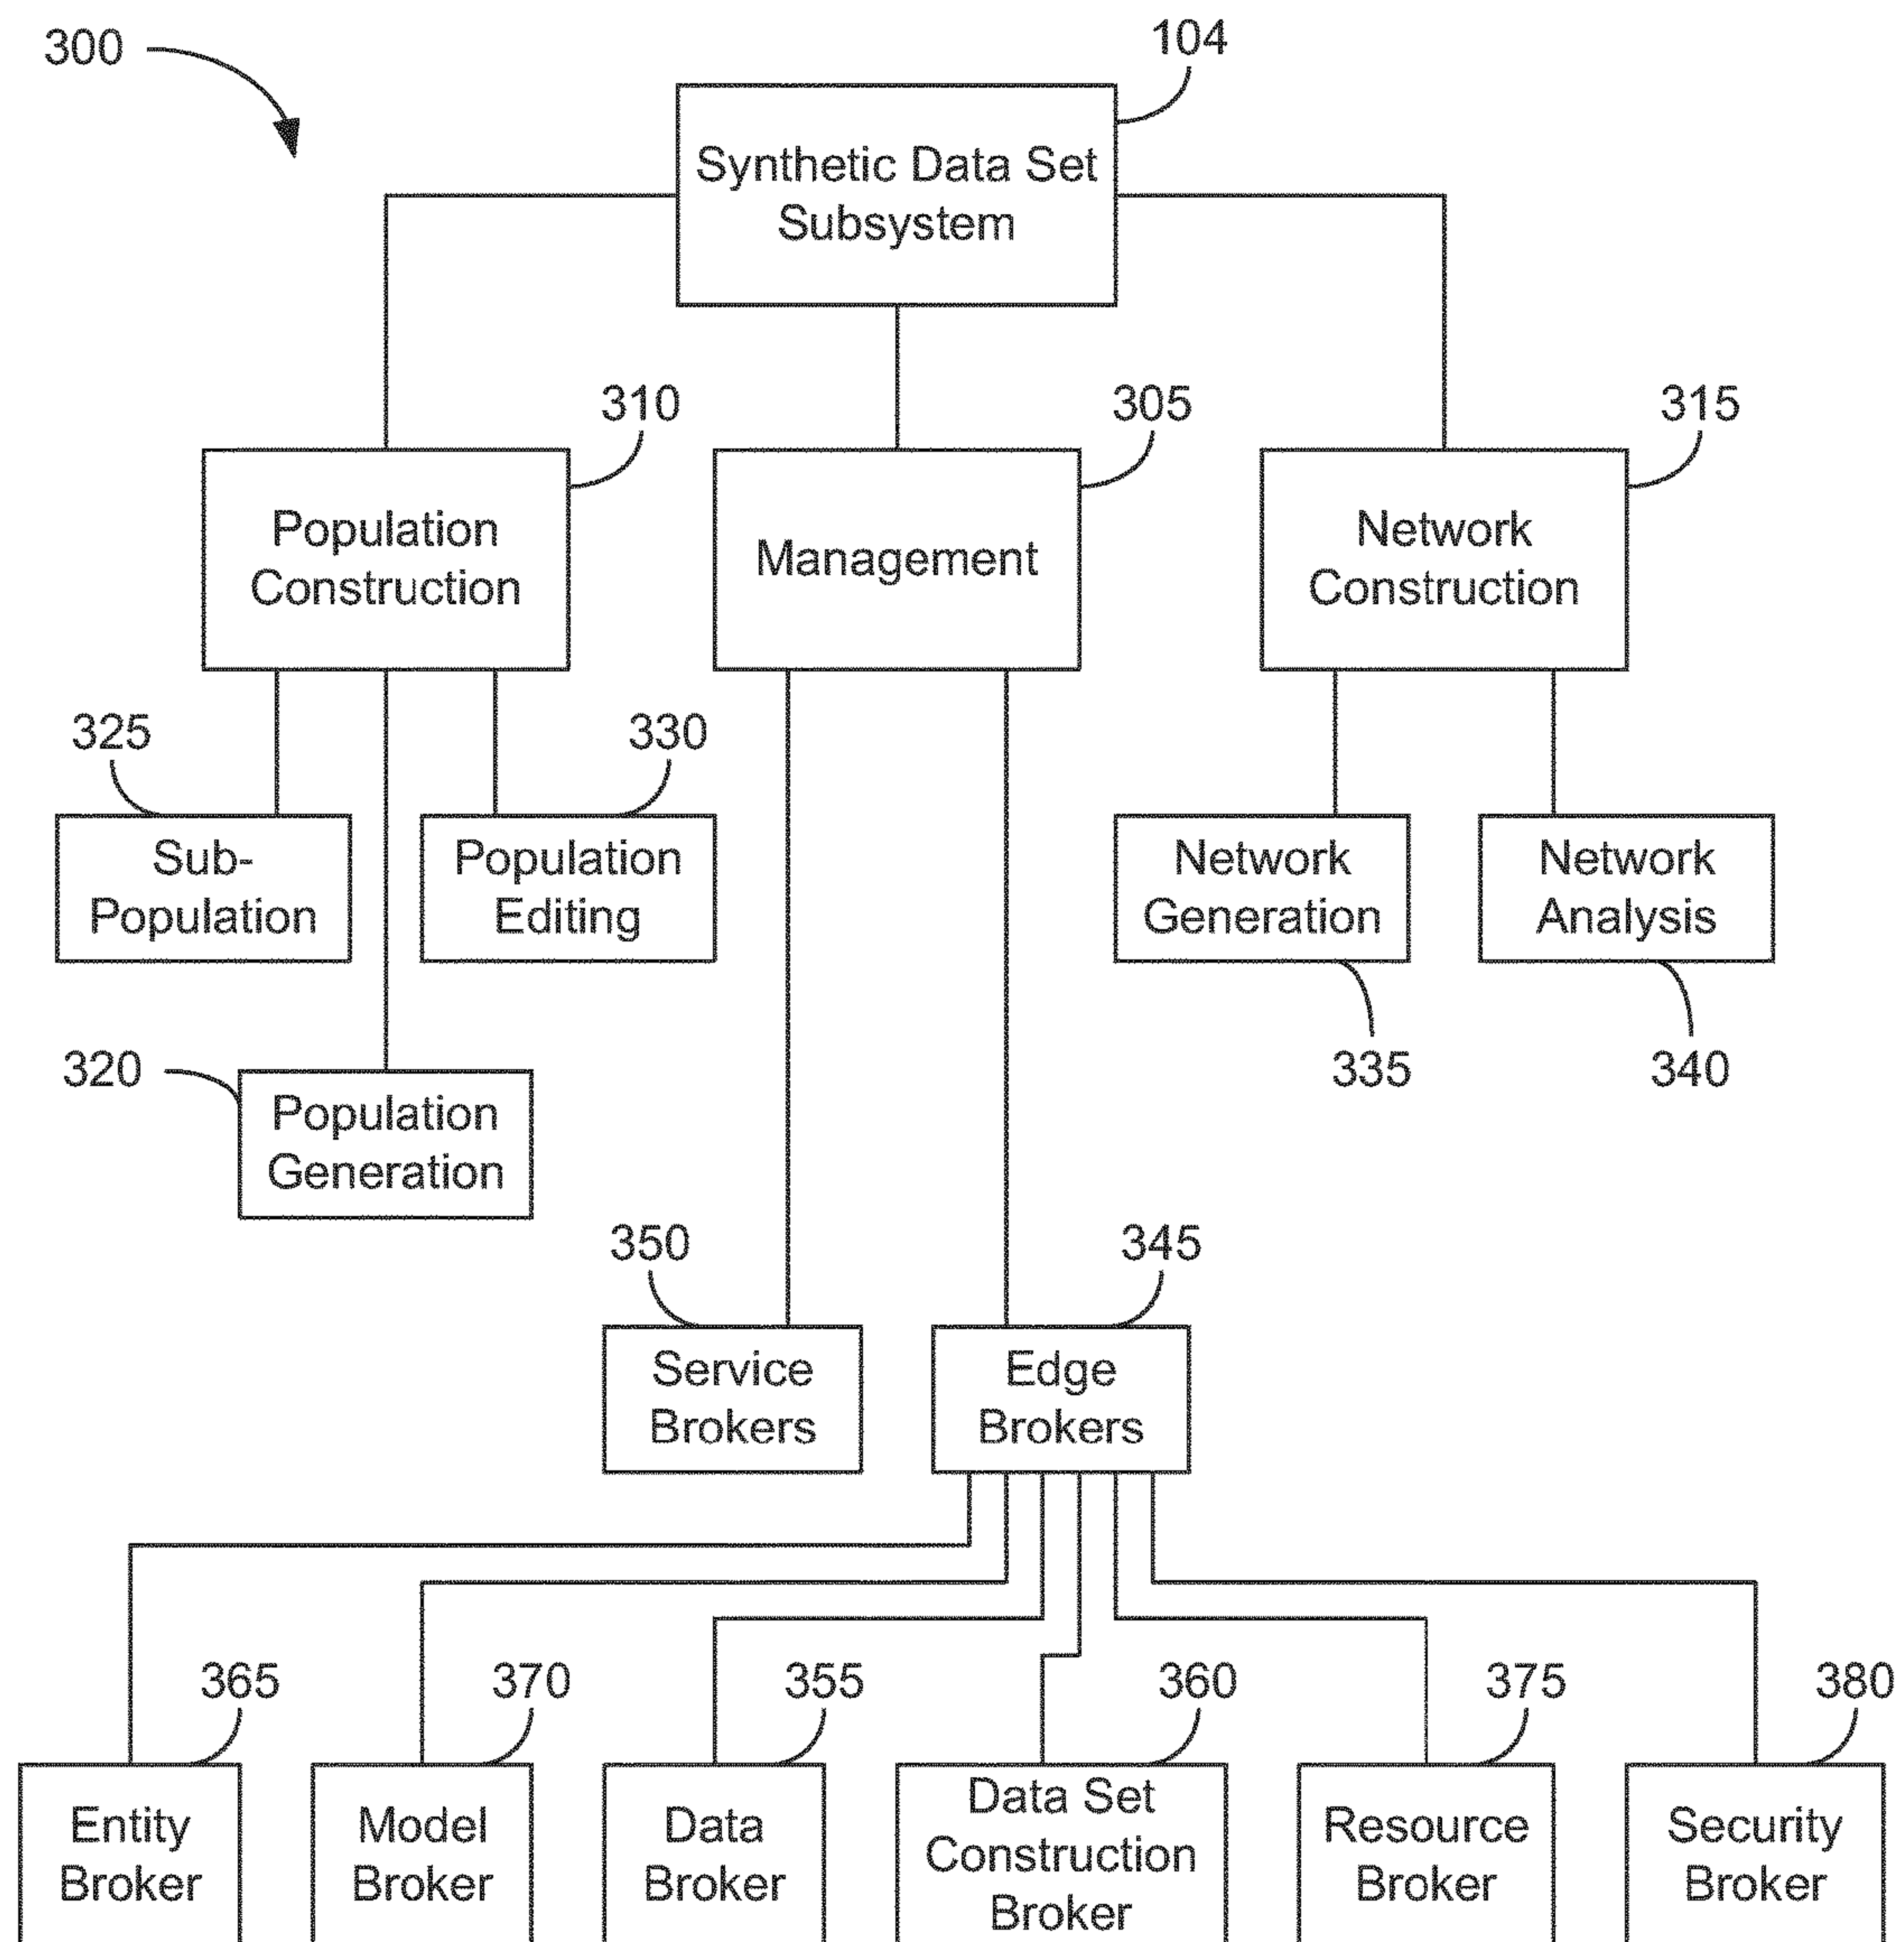 300
104
Synthetic Data Set
Subsystem
310
305
315
Population
Construction
Management
Network
Construction
325
330
Sub-
Population
Population
Editing
Network
Generation
Network
Analysis
335
340
320
Population
Generation
350
345
Service
Brokers
Edge
Brokers
365
370
355
360
375
380
Entity
Broker
Model
Broker
Data
Broker
Data Set
Construction
Broker
Resource
Broker
Security
Broker